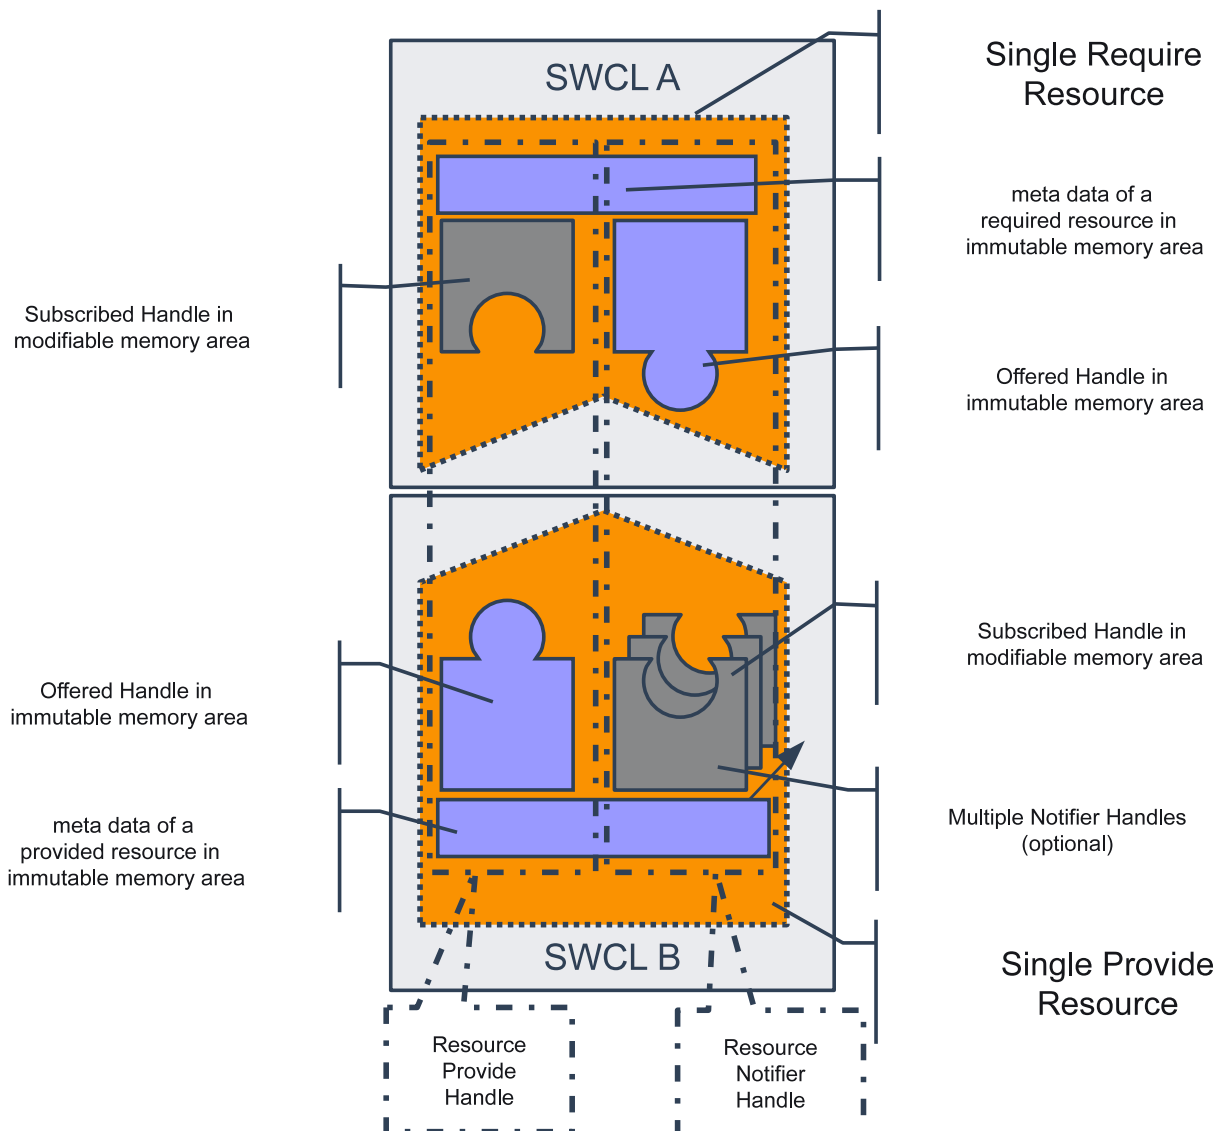 SWCL A
Single Require
Resource
meta data of a
required resource in
immutable memory area
Subscribed Handle in
modifiable memory area
Offered Handle in
immutable memory area
Subscribed Handle in
modifiable memory area
Offered Handle in
immutable memory area
Multiple Notifier Handles
(optional)
meta data of a
provided resource in
immutable memory area
SWCL B
Single Provide
Resource
Resource
Provide
Handle
Resource
Notifier
Handle